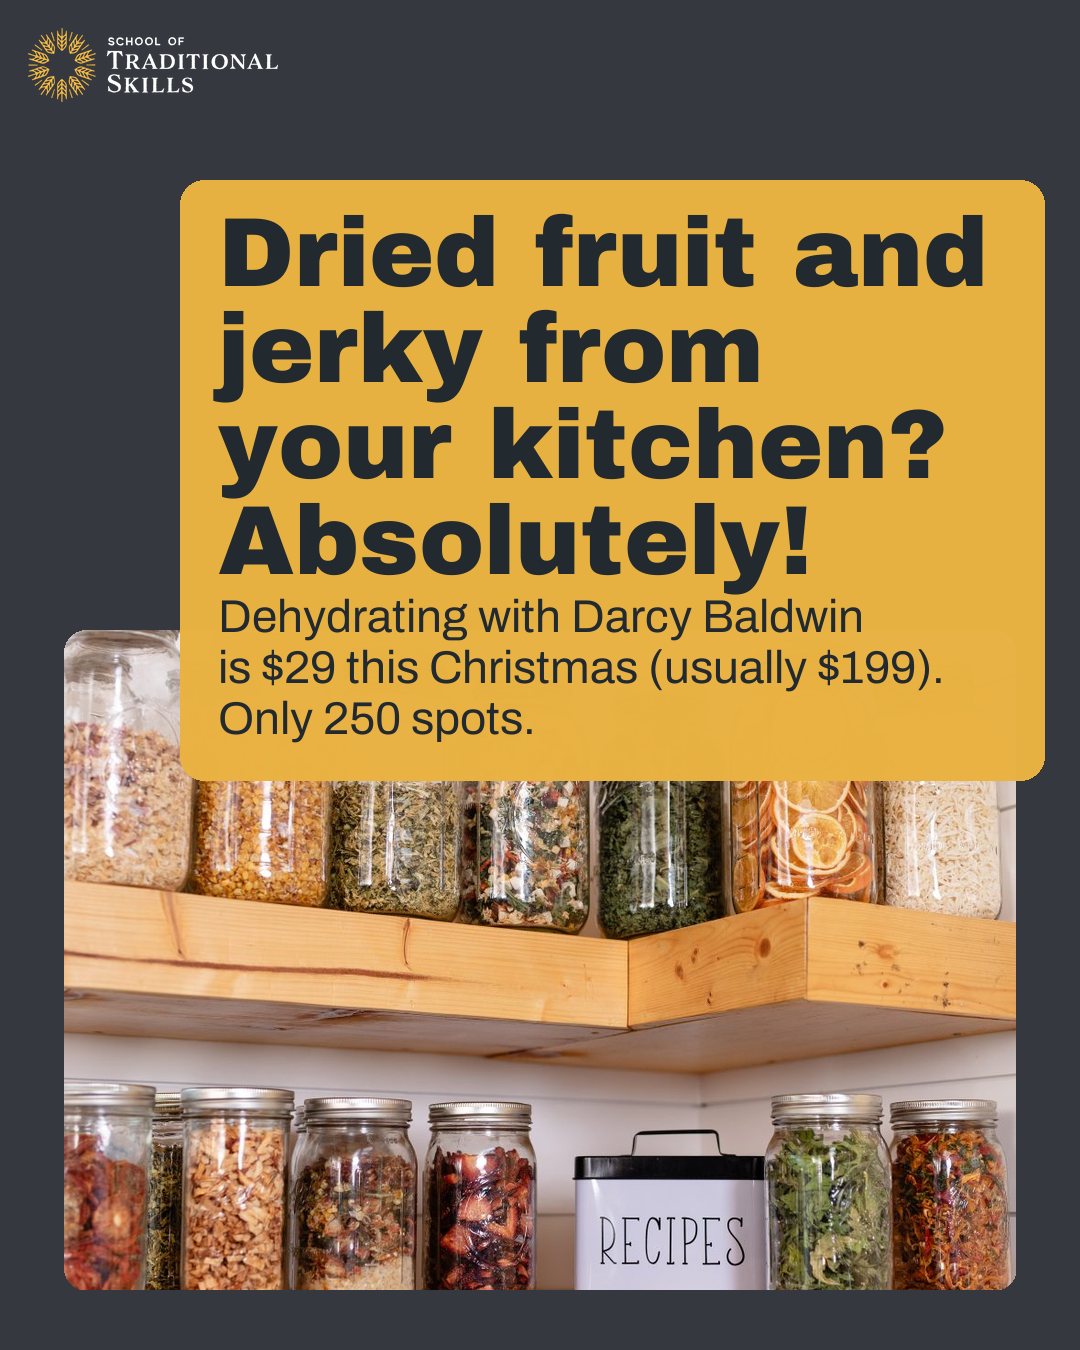 SCHOOL OF
TRADITIONAL
SKILLS
Dried fruit and
jerky from
your kitchen?
Absolutely!
Dehydrating with Darcy Baldwin
is $29 this Christmas (usually $199).
Only 250 spots.
RECIPES